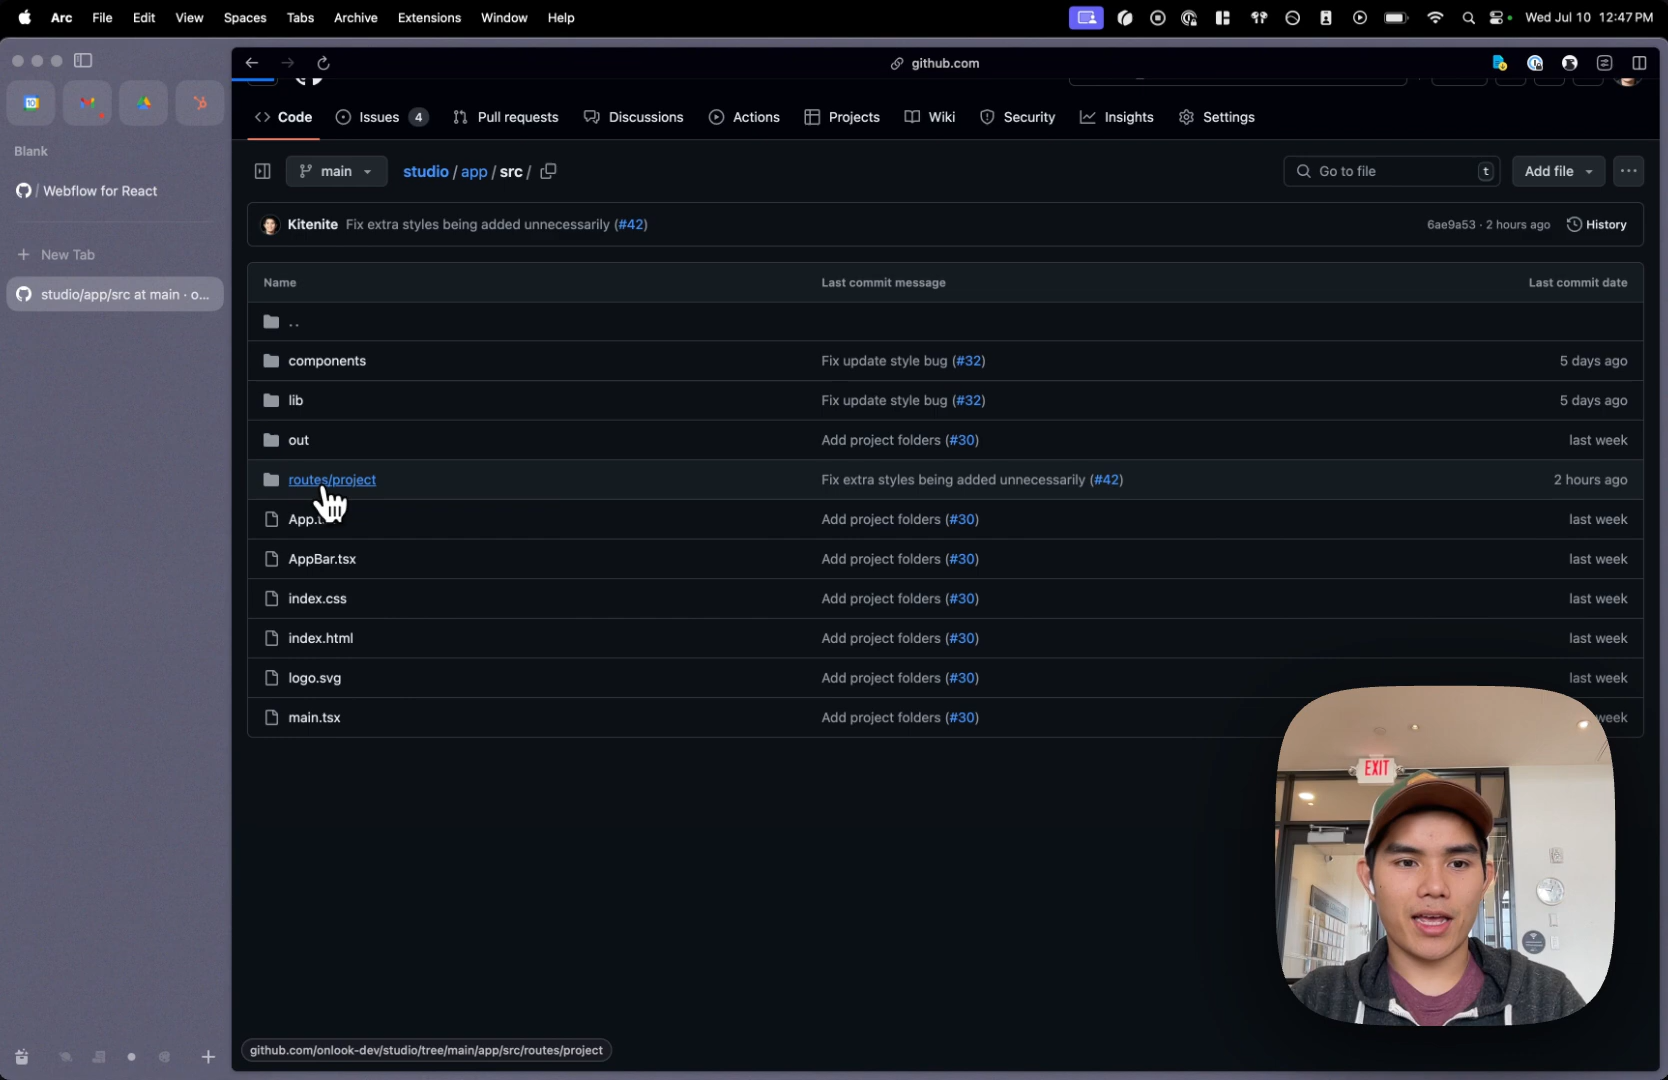 Arc File Edit View Spaces Tabs Archive Extensions Window Help Wed Jul 10 12:47 PM
github.com
10
Blank
/ Webflow for React
+ New Tab
studio/app/src at main · o...
Code Issues 4 Pull requests Discussions Actions Projects Wiki Security Insights Settings
main studio / app / src / Go to file t Add file ...
Kitenite Fix extra styles being added unnecessarily (#42) 6ae9a53 · 2 hours ago History
Name Last commit message Last commit date
..
components Fix update style bug (#32) 5 days ago
lib Fix update style bug (#32) 5 days ago
out Add project folders (#30) last week
routes/project Fix extra styles being added unnecessarily (#42) 2 hours ago
App.t Add project folders (#30) last week
AppBar.tsx Add project folders (#30) last week
index.css Add project folders (#30) last week
index.html Add project folders (#30) last week
logo.svg Add project folders (#30) last week
main.tsx Add project folders (#30) week
EXIT
github.com/onlook-dev/studio/tree/main/app/src/routes/project